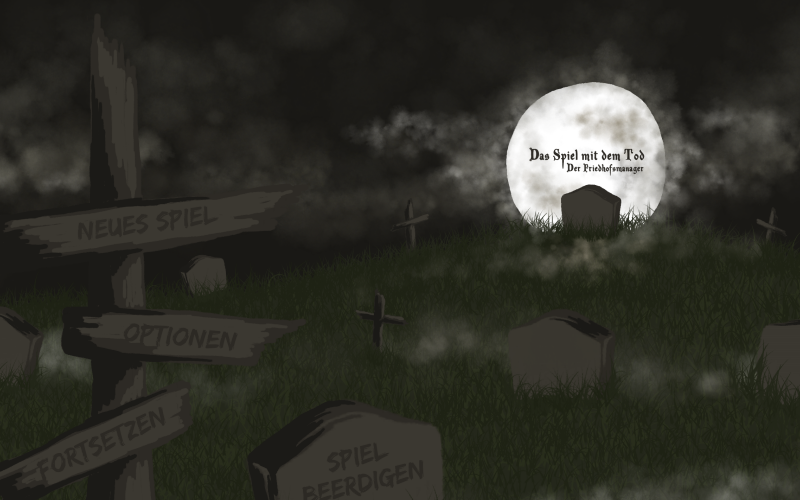 Das Spiel mit dem Tod
Der Friedhofsmanager
NEUES SPIEL
OPTIONEN
FORTSETZEN
SPIEL
BEERDIGEN